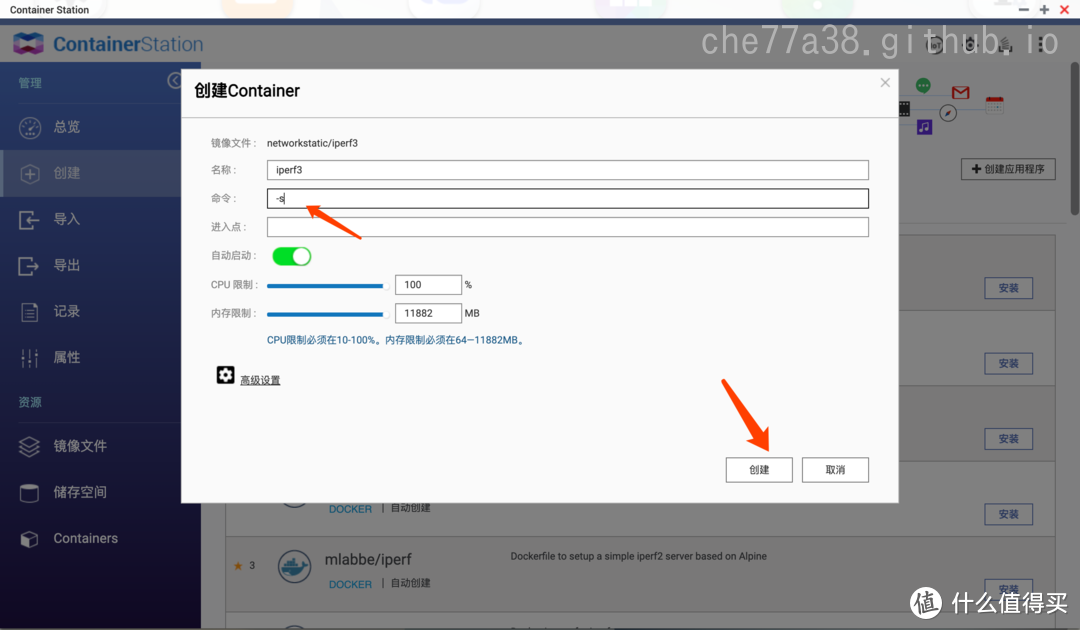 Container Station
ContainerStation
che77a38.github.io
管理
总览
创建
导入
导出
记录
属性
资源
镜像文件
储存空间
Containers
创建Container
镜像文件： networkstatic/iperf3
名称： iperf3
命令： -s
进入点：
自动启动：
CPU 限制： 100 %
内存限制： 11882 MB
CPU限制必须在10-100%。内存限制必须在64—11882MB。
高级设置
创建 取消
+ 创建应用程序
安装
安装
安装
DOCKER | 自动创建
安装
3 mlabbe/iperf Dockerfile to setup a simple iperf2 server based on Alpine
DOCKER | 自动创建
安装
值 什么值得买